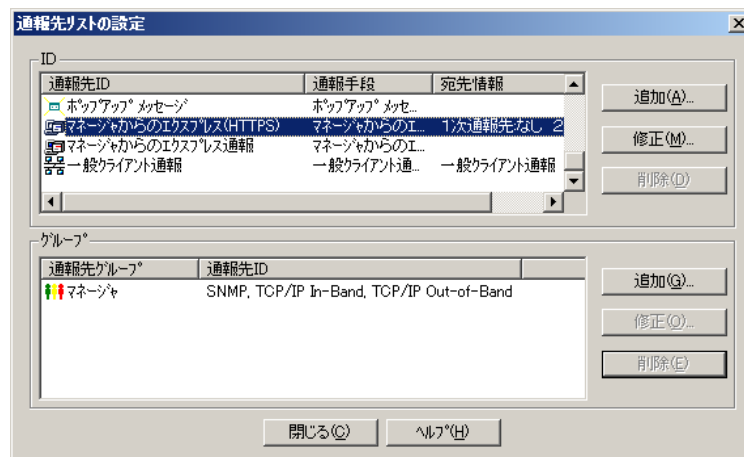 通報先リストの設定
ID
通報先ID 通報手段 宛先情報
ﾎﾟｯﾌﾟｱｯﾌﾟ ﾒｯｾｰｼﾞ ﾎﾟｯﾌﾟｱｯﾌﾟ ﾒｯｾ...
ﾏﾈｰｼﾞｬからのｴｸｽﾌﾟﾚｽ(HTTPS) ﾏﾈｰｼﾞｬからのｴ... 1次通報先:なし 2
ﾏﾈｰｼﾞｬからのｴｸｽﾌﾟﾚｽ通報 ﾏﾈｰｼﾞｬからのｴ...
一般ｸﾗｲｱﾝﾄ通報 一般ｸﾗｲｱﾝﾄ通... 一般ｸﾗｲｱﾝﾄ通報
追加(A)...
修正(M)...
削除(D)
ｸﾞﾙｰﾌﾟ
通報先ｸﾞﾙｰﾌﾟ 通報先ID
ﾏﾈｰｼﾞｬ SNMP, TCP/IP In-Band, TCP/IP Out-of-Band
追加(G)...
修正(O)...
削除(E)
閉じる(C) ﾍﾙﾌﾟ(H)